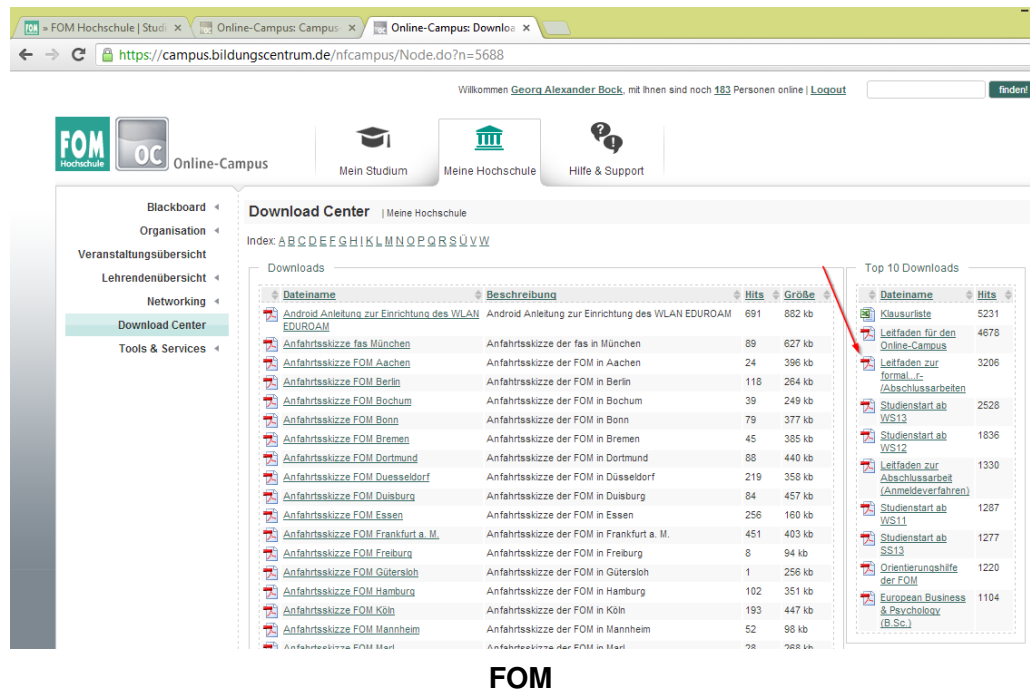 » FOM Hochschule | Studi
Online-Campus: Campus-
Online-Campus: Downloa
https://campus.bildungscentrum.de/nfcampus/Node.do?n=5688
Willkommen Georg Alexander Bock, mit Ihnen sind noch 183 Personen online | Logout
finden!
FOM
Hochschule
OC
Online-Campus
Mein Studium
Meine Hochschule
Hilfe & Support
Blackboard
Organisation
Veranstaltungsübersicht
Lehrendenübersicht
Networking
Download Center
Tools & Services
Download Center | Meine Hochschule
Index: A B C D E F G H I K L M N O P Q R S Ü V W
Downloads
Dateiname Beschreibung Hits Größe
Android Anleitung zur Einrichtung des WLAN Android Anleitung zur Einrichtung des WLAN EDUROAM 691 882 kb
EDUROAM
Anfahrtsskizze fas München Anfahrtsskizze der fas in München 89 627 kb
Anfahrtsskizze FOM Aachen Anfahrtsskizze der FOM in Aachen 24 396 kb
Anfahrtsskizze FOM Berlin Anfahrtsskizze der FOM in Berlin 118 264 kb
Anfahrtsskizze FOM Bochum Anfahrtsskizze der FOM in Bochum 39 249 kb
Anfahrtsskizze FOM Bonn Anfahrtsskizze der FOM in Bonn 79 377 kb
Anfahrtsskizze FOM Bremen Anfahrtsskizze der FOM in Bremen 45 385 kb
Anfahrtsskizze FOM Dortmund Anfahrtsskizze der FOM in Dortmund 88 440 kb
Anfahrtsskizze FOM Duesseldorf Anfahrtsskizze der FOM in Düsseldorf 219 358 kb
Anfahrtsskizze FOM Duisburg Anfahrtsskizze der FOM in Duisburg 84 457 kb
Anfahrtsskizze FOM Essen Anfahrtsskizze der FOM in Essen 256 160 kb
Anfahrtsskizze FOM Frankfurt a. M. Anfahrtsskizze der FOM in Frankfurt a. M. 451 403 kb
Anfahrtsskizze FOM Freiburg Anfahrtsskizze der FOM in Freiburg 8 94 kb
Anfahrtsskizze FOM Gütersloh Anfahrtsskizze der FOM in Gütersloh 1 256 kb
Anfahrtsskizze FOM Hamburg Anfahrtsskizze der FOM in Hamburg 102 351 kb
Anfahrtsskizze FOM Köln Anfahrtsskizze der FOM in Köln 193 447 kb
Anfahrtsskizze FOM Mannheim Anfahrtsskizze der FOM in Mannheim 52 98 kb
Anfahrtsskizze FOM Marl Anfahrtsskizze der FOM in Marl 28 268 kb
Top 10 Downloads
Dateiname Hits
Klausurliste 5231
Leitfaden für den 4678
Online-Campus
Leitfaden zur 3206
formal...r-
/Abschlussarbeiten
Studienstart ab 2528
WS13
Studienstart ab 1836
WS12
Leitfaden zur 1330
Abschlussarbeit
(Anmeldeverfahren)
Studienstart ab 1287
WS11
Studienstart ab 1277
SS13
Orientierungshilfe 1220
der FOM
European Business 1104
& Psychology
(B.Sc.)
FOM